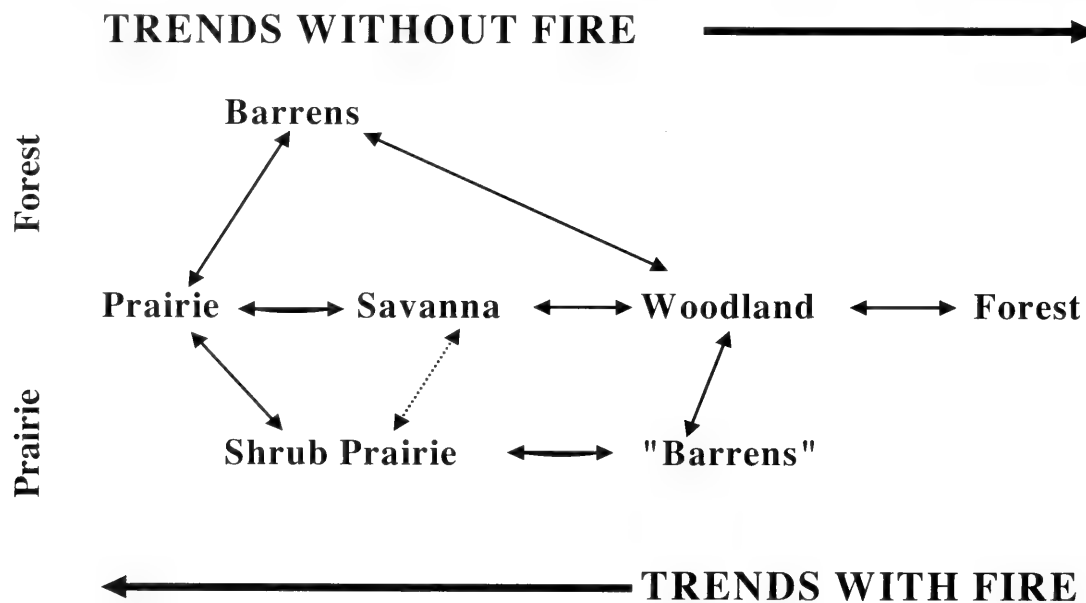 TRENDS WITHOUT FIRE
Forest
Barrens
Prairie Savanna Woodland Forest
Prairie
Shrub Prairie "Barrens"
TRENDS WITH FIRE